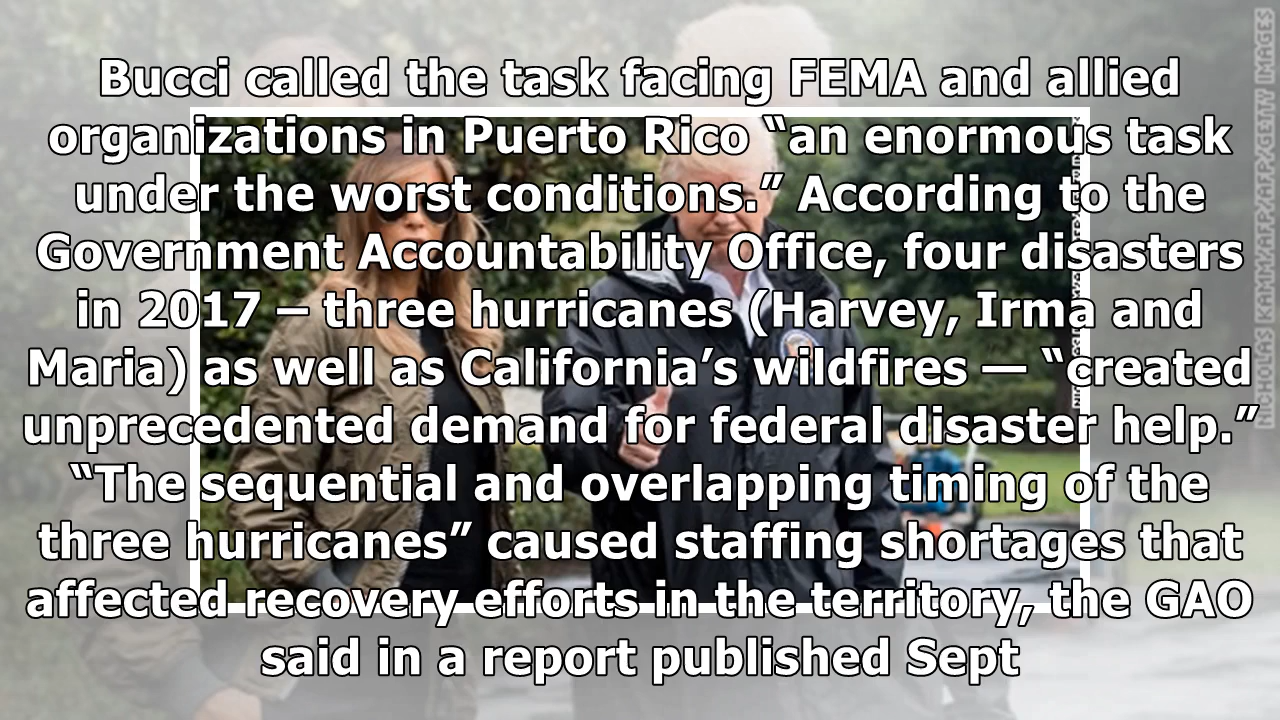 Bucci called the task facing FEMA and allied
organizations in Puerto Rico “an enormous task
under the worst conditions.” According to the
Government Accountability Office, four disasters
in 2017 – three hurricanes (Harvey, Irma and
Maria) as well as California’s wildfires — “created
unprecedented demand for federal disaster help.”
“The sequential and overlapping timing of the
three hurricanes” caused staffing shortages that
affected recovery efforts in the territory, the GAO
said in a report published Sept
NICHOLAS KAMM/AFP/AFP/GETTY IMAGES